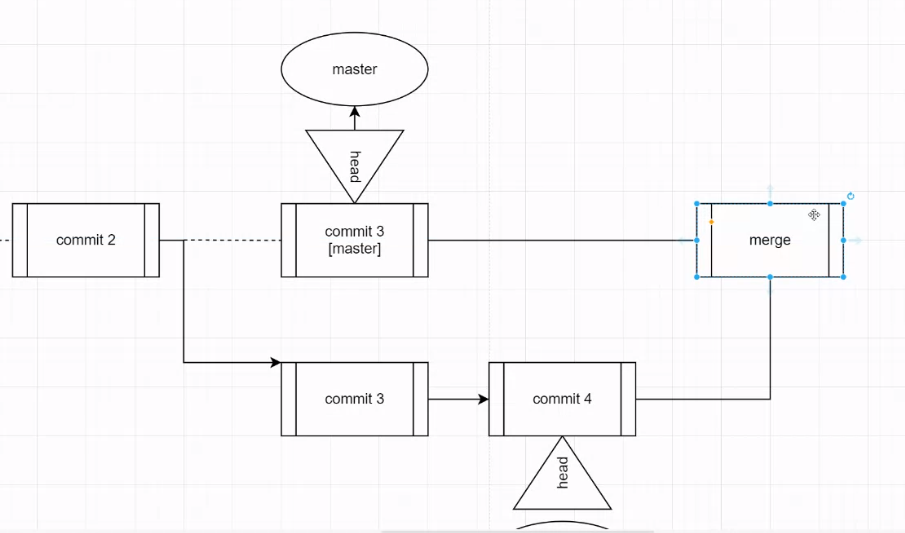 master
head
commit 2
commit 3
[master]
merge
commit 3
commit 4
head